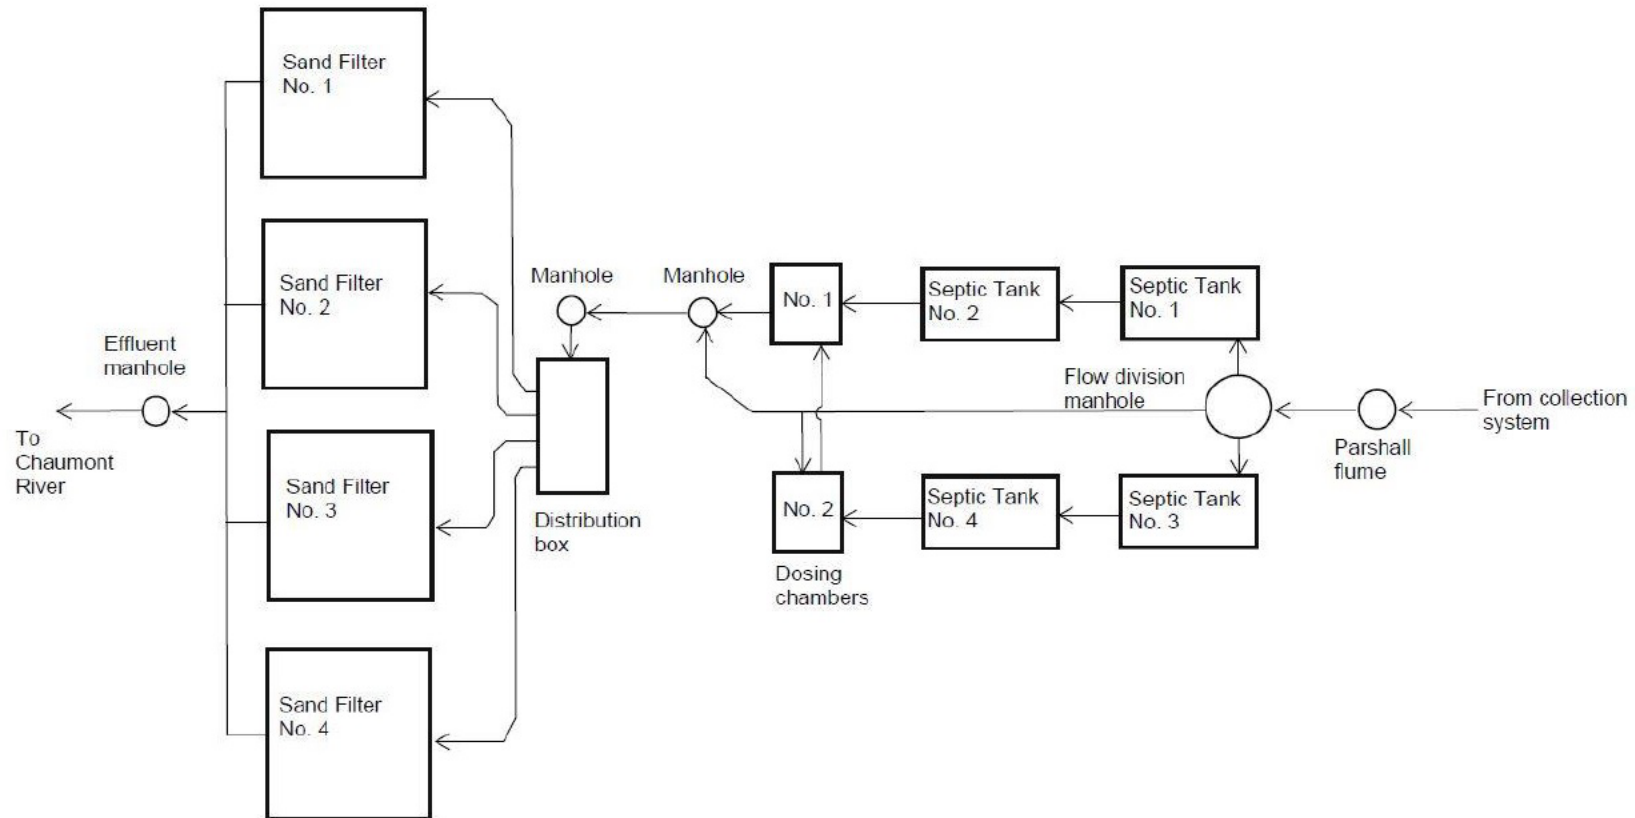 Sand Filter
No. 1
Sand Filter
No. 2
Manhole
Manhole
No. 1
Septic Tank
No. 2
Septic Tank
No. 1
Effluent
manhole
Flow division
manhole
From collection
system
To
Chaumont
River
Parshall
flume
Sand Filter
No. 3
Distribution
box
No. 2
Septic Tank
No. 4
Septic Tank
No. 3
Dosing
chambers
Sand Filter
No. 4